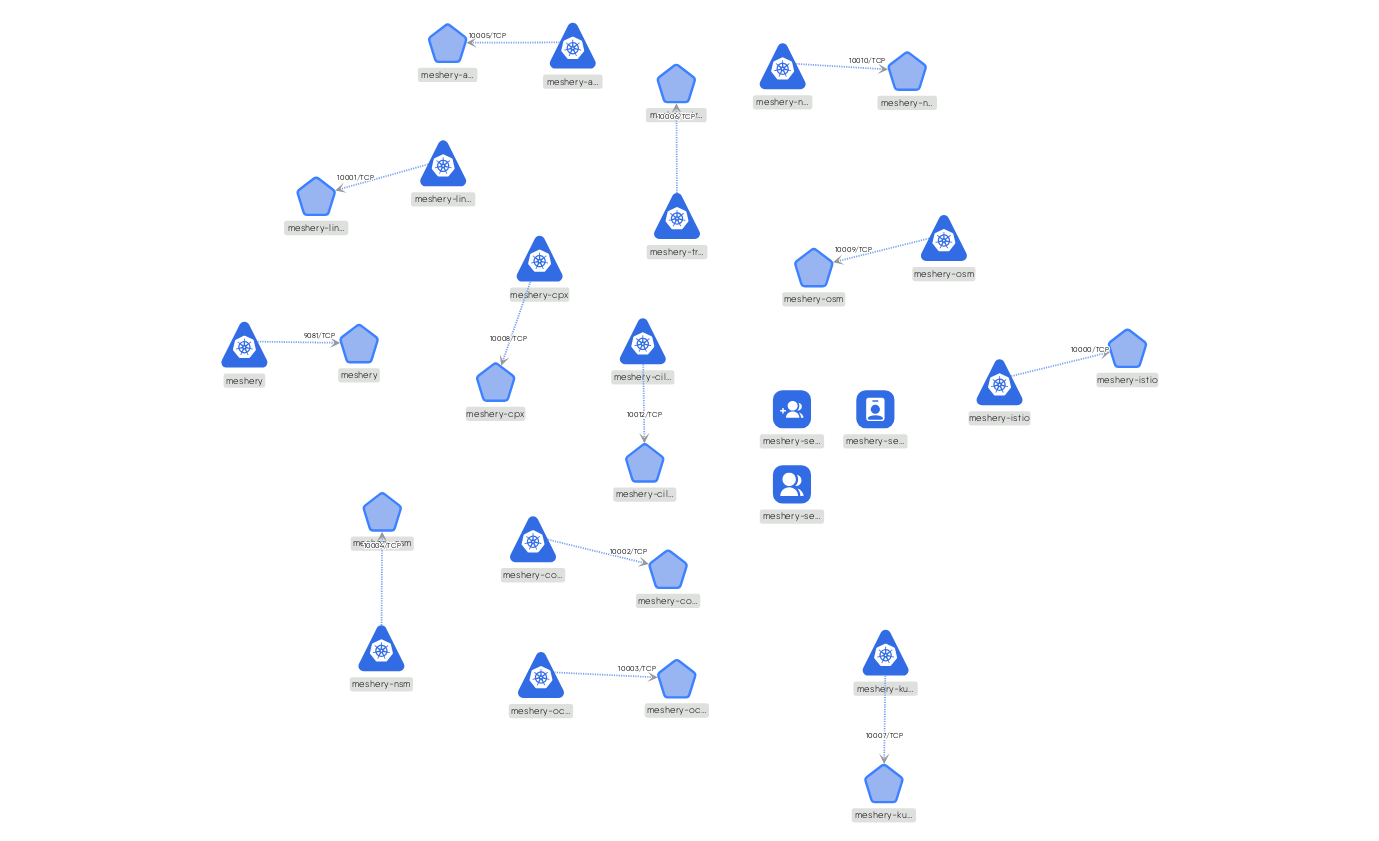 10005/TCP
meshery-a...
meshery-a...
10010/TCP
meshery-n...
meshery-n...
10006/TCP
meshery-tr...
10001/TCP
meshery-lin...
meshery-lin...
10009/TCP
meshery-osm
meshery-osm
meshery-cpx
10008/TCP
meshery-cpx
9081/TCP
meshery
meshery
meshery-cil...
10012/TCP
meshery-cil...
10000/TCP
meshery-istio
meshery-istio
meshery-se...
meshery-se...
meshery-se...
10004/TCP
meshery-nsm
meshery-co...
10002/TCP
meshery-co...
10003/TCP
meshery-oc...
meshery-oc...
meshery-ku...
10007/TCP
meshery-ku...